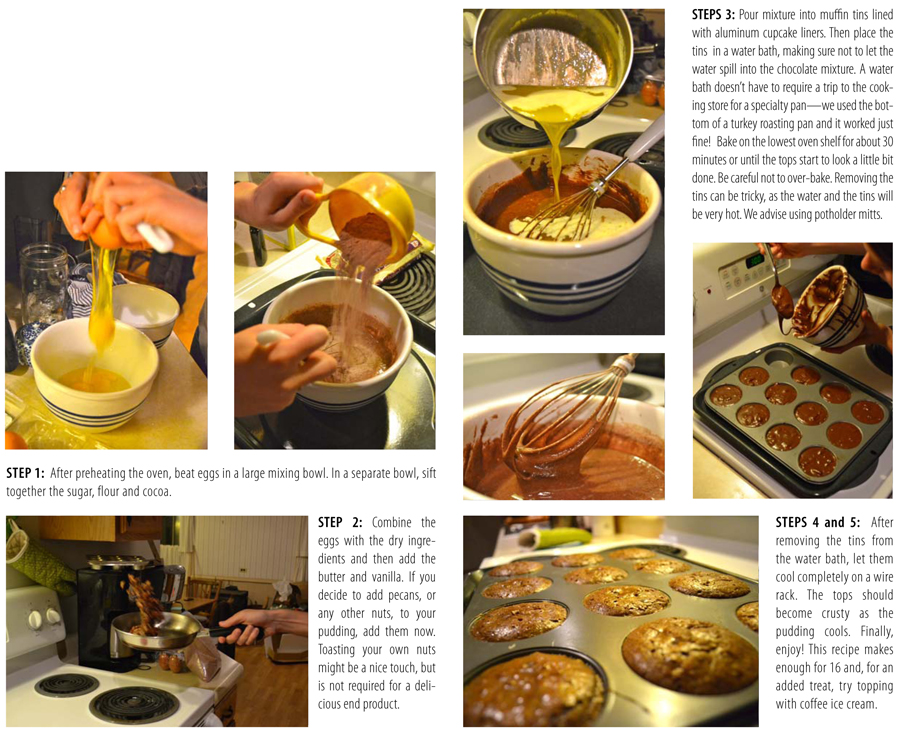 STEP 1: After preheating the oven, beat eggs in a large mixing bowl. In a separate bowl, sift
together the sugar, flour and cocoa.
STEP 2: Combine the
eggs with the dry ingre-
dients and then add the
butter and vanilla. If you
decide to add pecans, or
any other nuts, to your
pudding, add them now.
Toasting your own nuts
might be a nice touch, but
is not required for a deli-
cious end product.
STEPS 3: Pour mixture into muffin tins lined
with aluminum cupcake liners. Then place the
tins in a water bath, making sure not to let the
water spill into the chocolate mixture. A water
bath doesn't have to require a trip to the cook-
ing store for a specialty pan—we used the bot-
tom of a turkey roasting pan and it worked just
fine! Bake on the lowest oven shelf for about 30
minutes or until the tops start to look a little bit
done. Be careful not to over-bake. Removing the
tins can be tricky, as the water and the tins will
be very hot. We advise using potholder mitts.
STEPS 4 and 5: After
removing the tins from
the water bath, let them
cool completely on a wire
rack. The tops should
become crusty as the
pudding cools. Finally,
enjoy! This recipe makes
enough for 16 and, for an
added treat, try topping
with coffee ice cream.